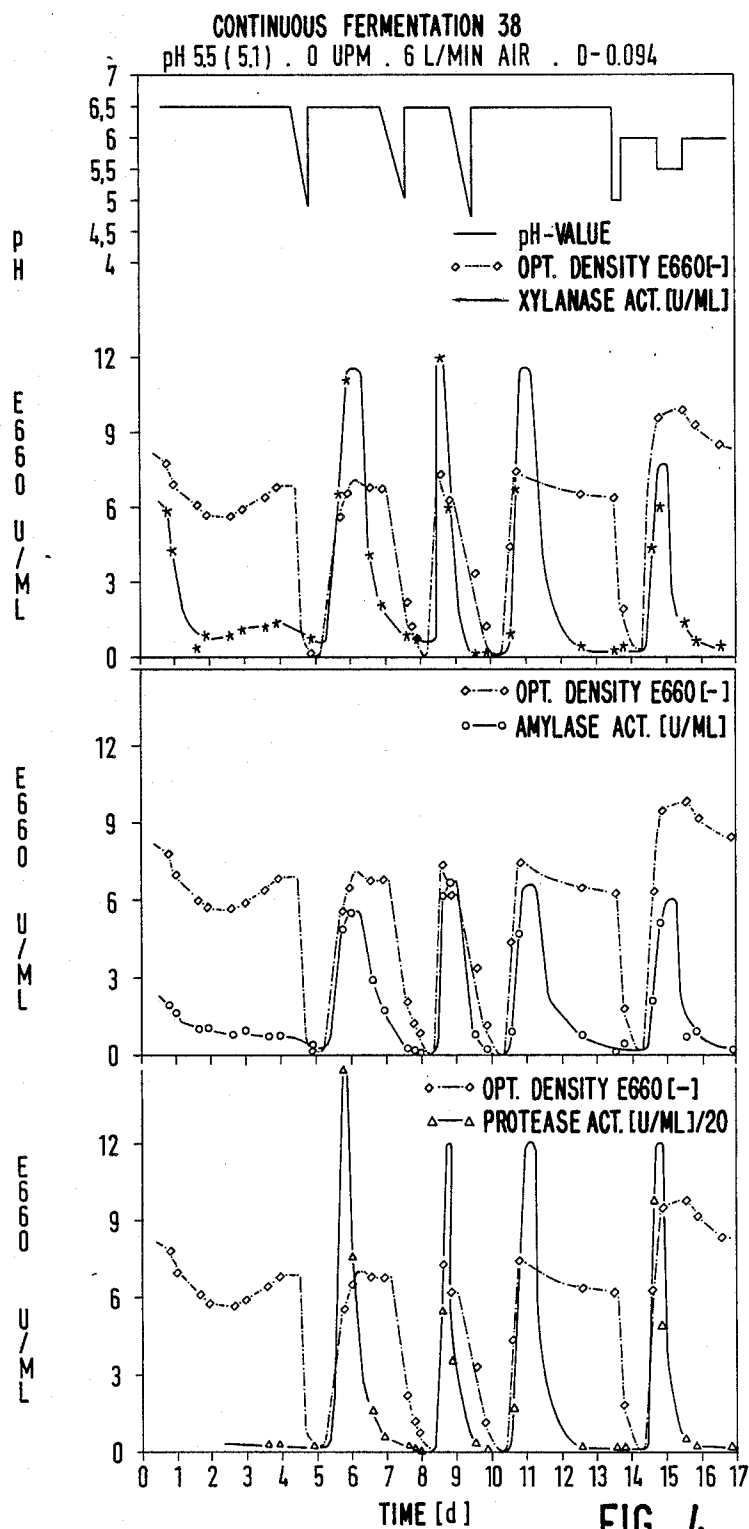 CONTINUOUS FERMENTATION 38
pH 5.5 ( 5.1 ) . 0 UPM . 6 L/MIN AIR . D-0.094
7
6,5
6
5,5
5
4,5
4
pH
pH-VALUE
OPT. DENSITY E660[-]
XYLANASE ACT. [U/ML]
12
9
6
3
0
E660 U/ML
OPT. DENSITY E660 [-]
AMYLASE ACT. [U/ML]
12
9
6
3
0
E660 U/ML
OPT. DENSITY E660 [-]
PROTEASE ACT. [U/ML]/20
12
9
6
3
0
E660 U/ML
0 1 2 3 4 5 6 7 8 9 10 11 12 13 14 15 16 17
TIME [d]
FIG. 4